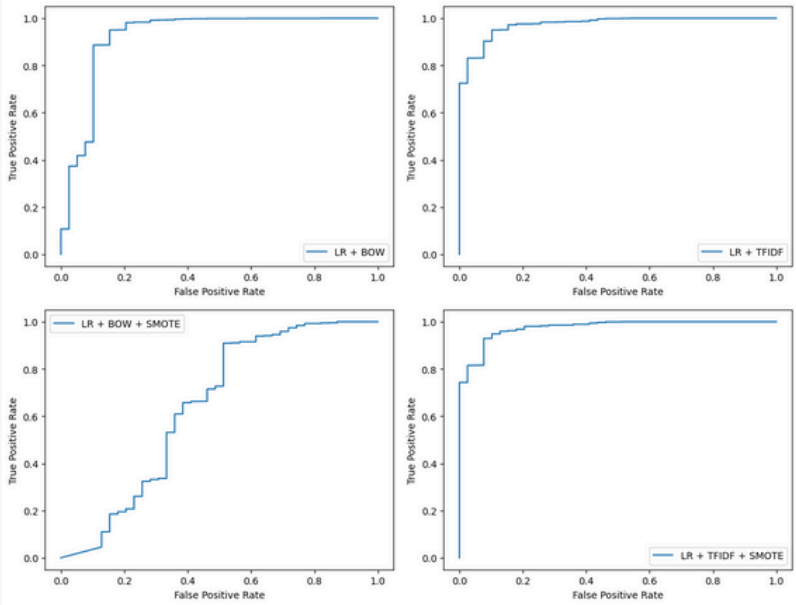 1.0
0.8
0.6
0.4
0.2
0.0
True Positive Rate
LR + BOW
0.0 0.2 0.4 0.6 0.8 1.0
False Positive Rate
1.0
0.8
0.6
0.4
0.2
0.0
True Positive Rate
LR + TFIDF
0.0 0.2 0.4 0.6 0.8 1.0
False Positive Rate
LR + BOW + SMOTE
1.0
0.8
0.6
0.4
0.2
0.0
True Positive Rate
0.0 0.2 0.4 0.6 0.8 1.0
False Positive Rate
1.0
0.8
0.6
0.4
0.2
0.0
True Positive Rate
LR + TFIDF + SMOTE
0.0 0.2 0.4 0.6 0.8 1.0
False Positive Rate